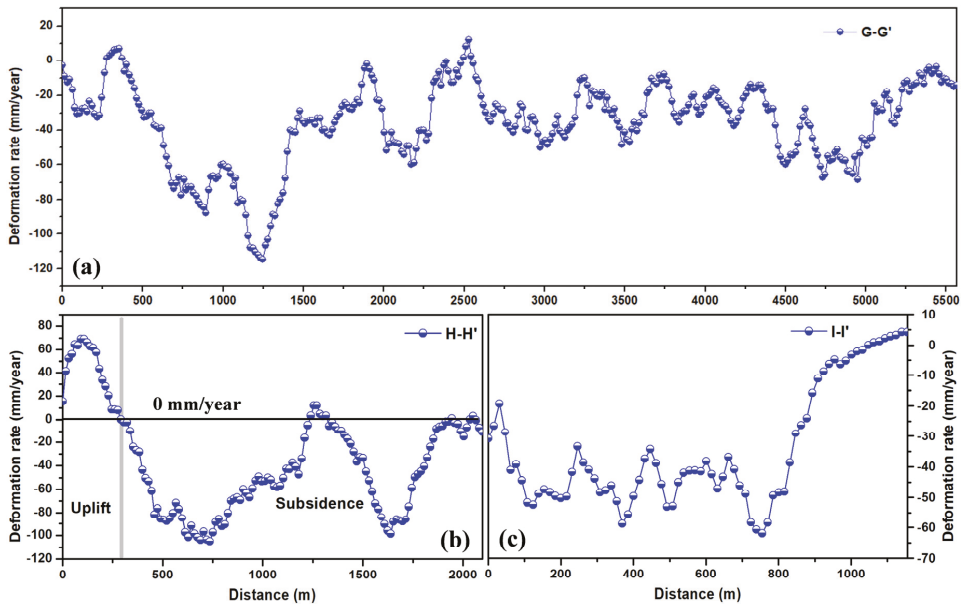 20
0
-20
-40
-60
-80
-100
-120
Deformation rate (mm/year)
G-G'
(a)
0 500 1000 1500 2000 2500 3000 3500 4000 4500 5000 5500
80
60
40
20
0
-20
-40
-60
-80
-100
-120
Deformation rate (mm/year)
H-H'
0 mm/year
Uplift
Subsidence
(b)
0 500 1000 1500 2000
Distance (m)
I-I'
(c)
10
5
0
-10
-20
-30
-40
-50
-60
-70
Deformation rate (mm/year)
0 200 400 600 800 1000
Distance (m)